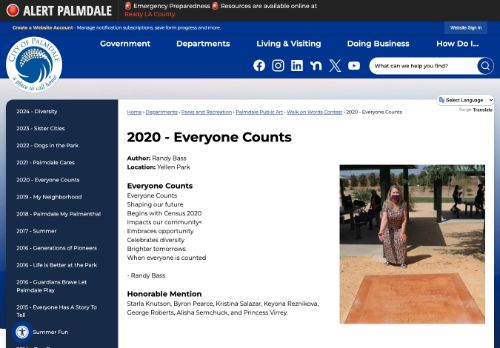 ALERT PALMDALE
🚨 Emergency Preparedness 🚨 Resources are available online at
Ready LA County.
Create a Website Account - Manage notification subscriptions, save form progress and more.
Website Sign In
CITY OF PALMDALE
a place to call home
Government
Departments
Living & Visiting
Doing Business
How Do I...
What can we help you find?
Select Language
Google Translate
2024 - Diversity
2023 - Sister Cities
2022 - Dogs in the Park
2021 - Palmdale Cares
2020 - Everyone Counts
2019 - My Neighborhood
2018 - Palmdale My Palmenthal
2017 - Summer
2016 - Generations of Pioneers
2016 - Life is Better at the Park
2016 - Guardians Brave Let
Palmdale Play
2015 - Everyone Has A Story To
Tell
Summer Fun
Home › Departments › Parks and Recreation › Palmdale Public Art › Walk on Words Contest › 2020 - Everyone Counts
2020 - Everyone Counts
Author: Randy Bass
Location: Yellen Park
Everyone Counts
Everyone Counts
Shaping our future
Begins with Census 2020
Impacts our community<
Embraces opportunity
Celebrates diversity
Brighter tomorrows
When everyone is counted
- Randy Bass
Honorable Mention
Starla Knutson, Byron Pearce, Kristina Salazar, Keyona Reznikova,
George Roberts, Alisha Semchuck, and Princess Virrey.